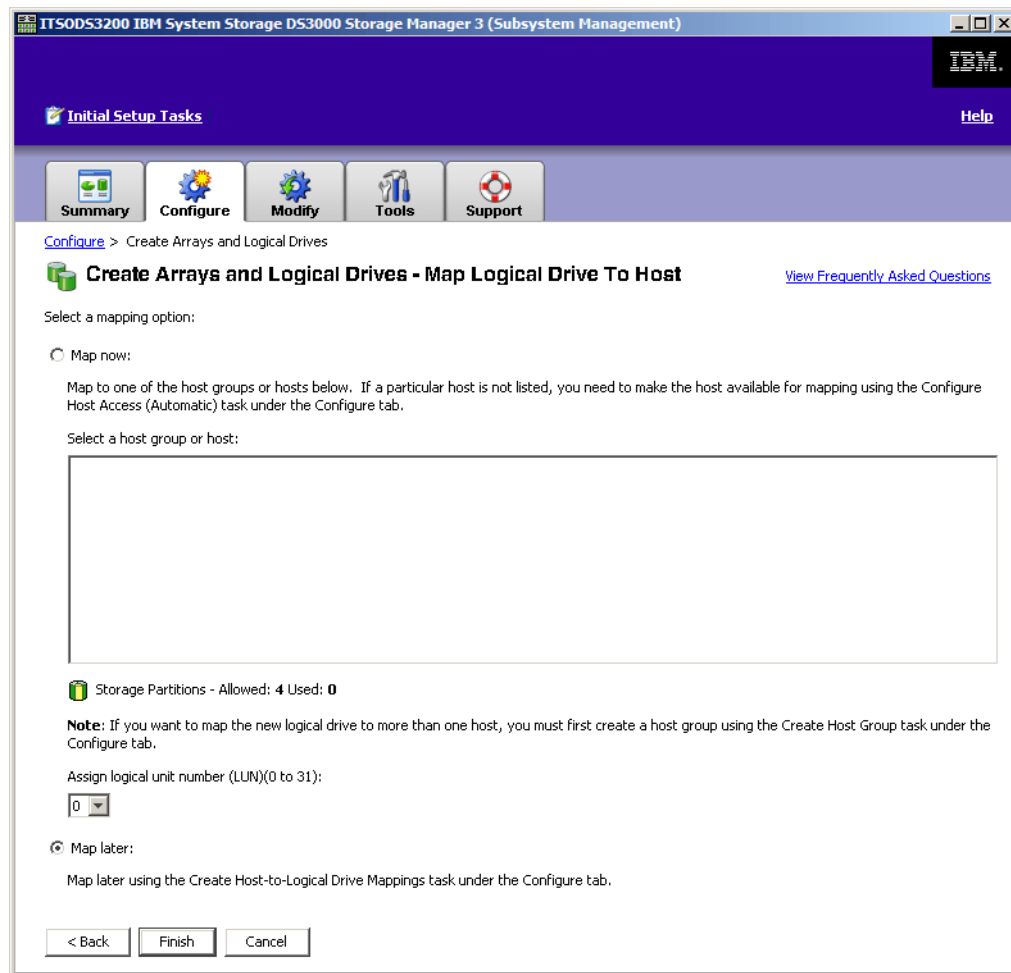 ITSODS3200 IBM System Storage DS3000 Storage Manager 3 (Subsystem Management)
IBM.
Initial Setup Tasks
Help
Summary
Configure
Modify
Tools
Support
Configure > Create Arrays and Logical Drives
Create Arrays and Logical Drives - Map Logical Drive To Host
View Frequently Asked Questions
Select a mapping option:
Map now:
Map to one of the host groups or hosts below.  If a particular host is not listed, you need to make the host available for mapping using the Configure
Host Access (Automatic) task under the Configure tab.
Select a host group or host:
Storage Partitions - Allowed: 4 Used: 0
Note: If you want to map the new logical drive to more than one host, you must first create a host group using the Create Host Group task under the
Configure tab.
Assign logical unit number (LUN)(0 to 31):
0
Map later:
Map later using the Create Host-to-Logical Drive Mappings task under the Configure tab.
< Back
Finish
Cancel